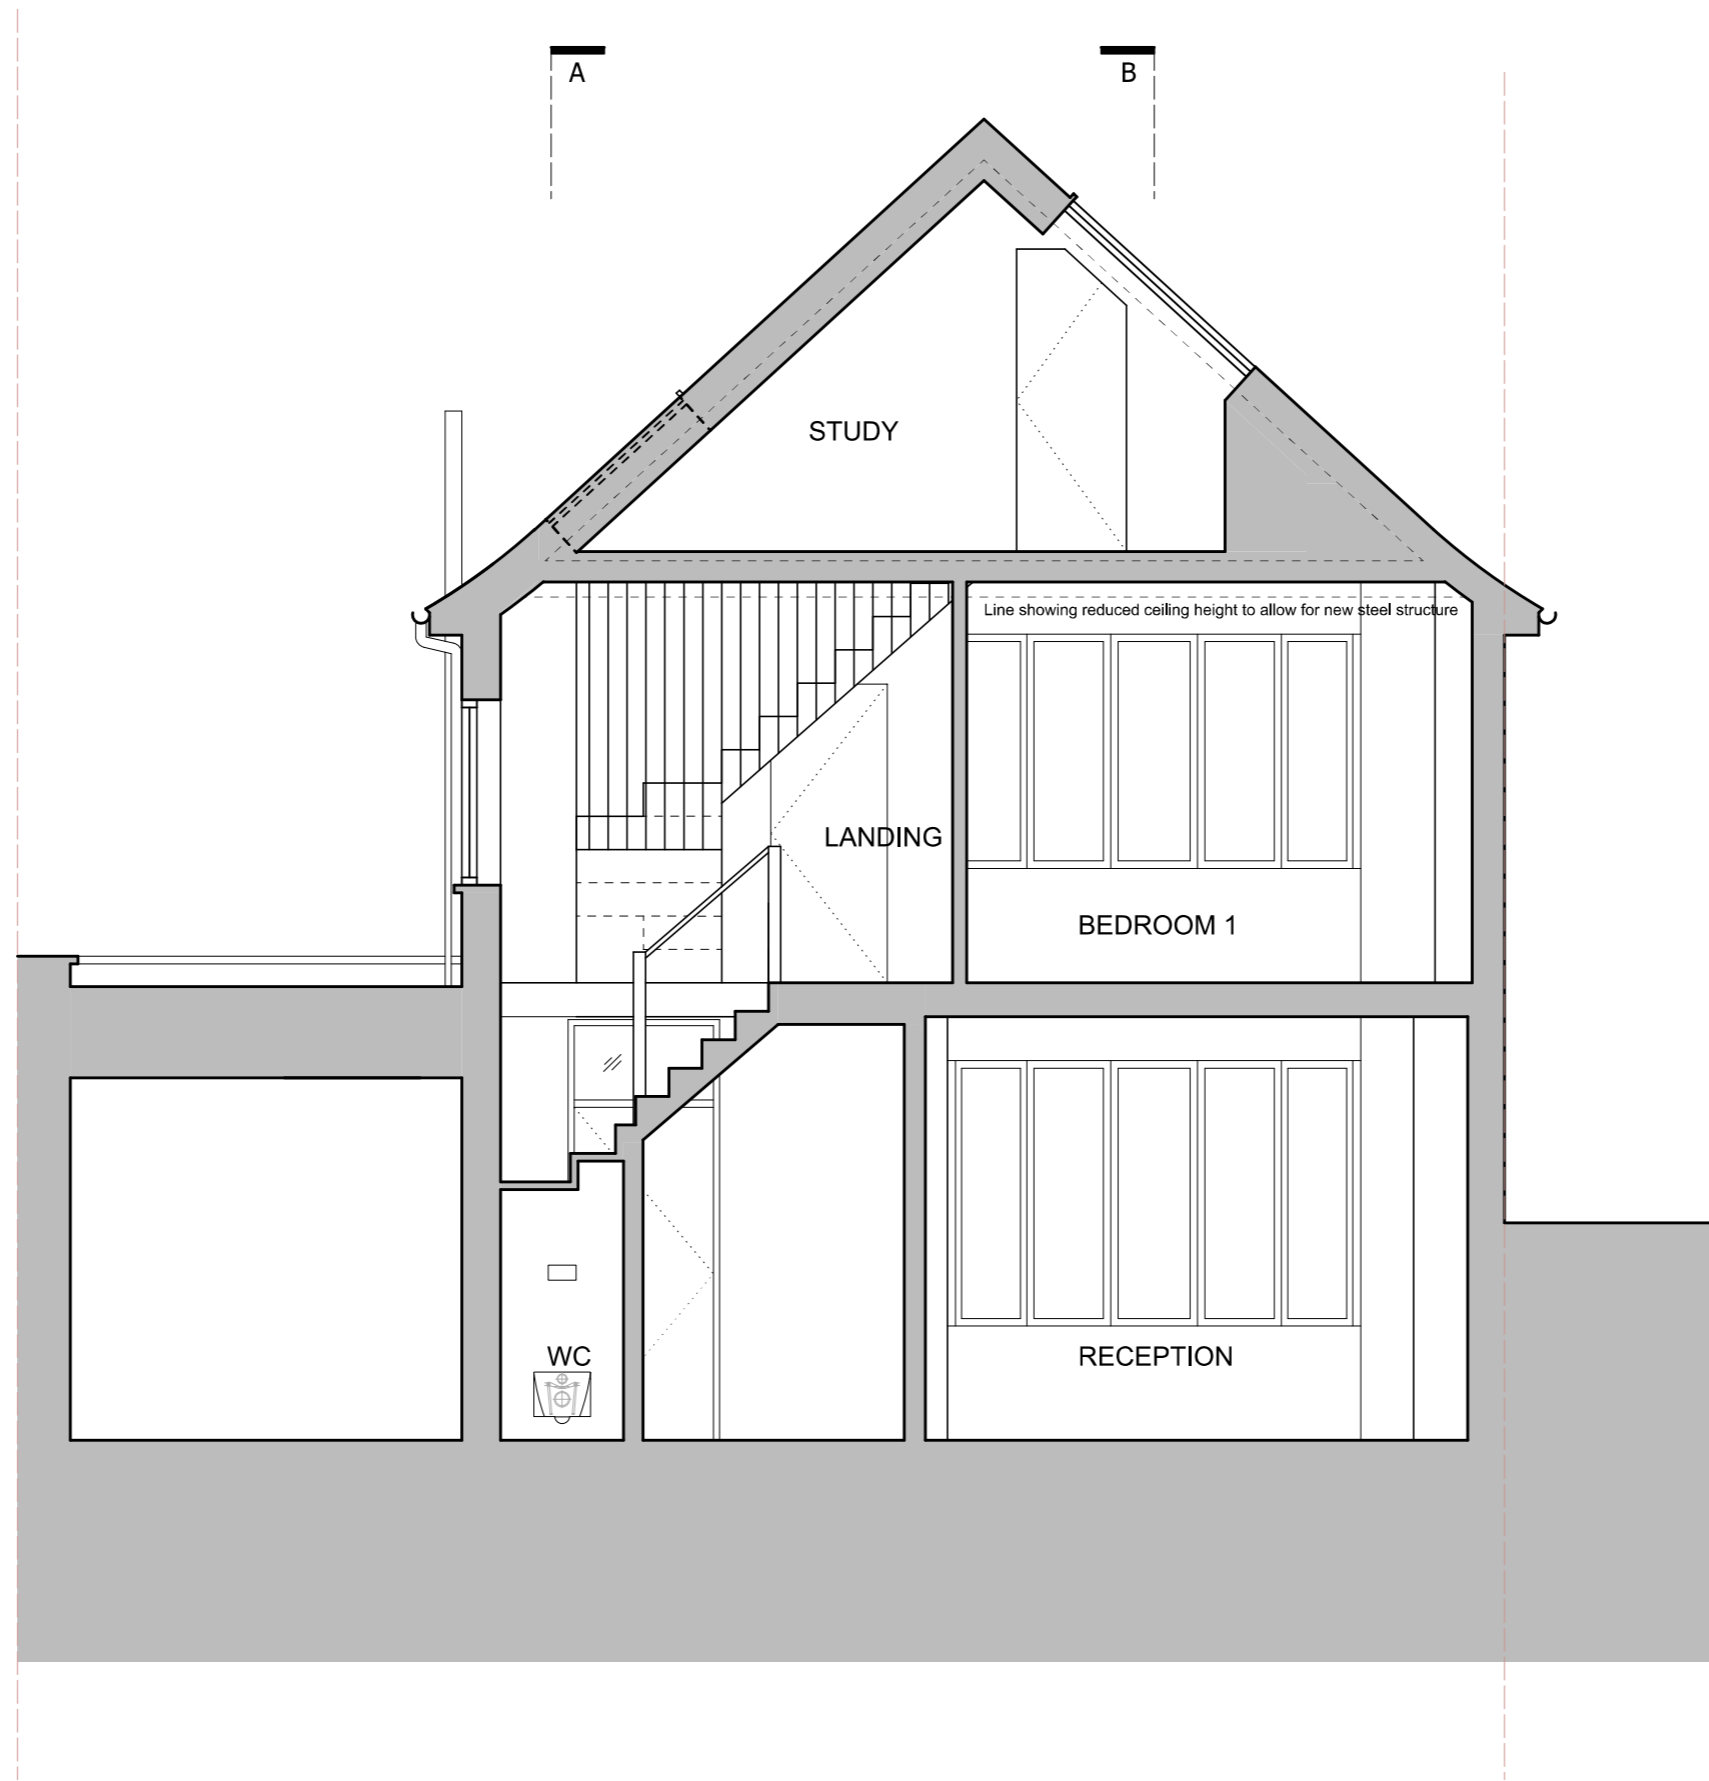 A
B
STUDY
Line showing reduced ceiling height to allow for new steel structure
LANDING
BEDROOM 1
WC
RECEPTION